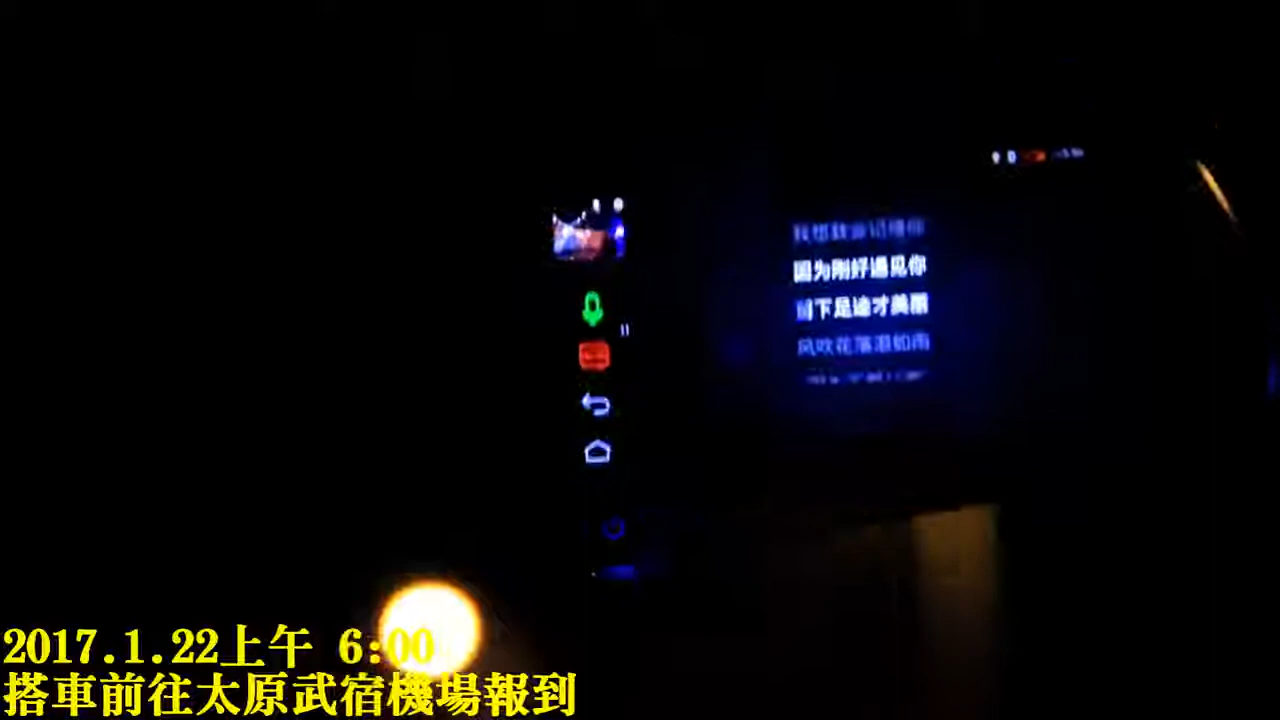 因为刚好遇见你
留下足迹才美丽
风吹花落泪如雨
2017.1.22上午 6:00
搭車前往太原武宿機場報到